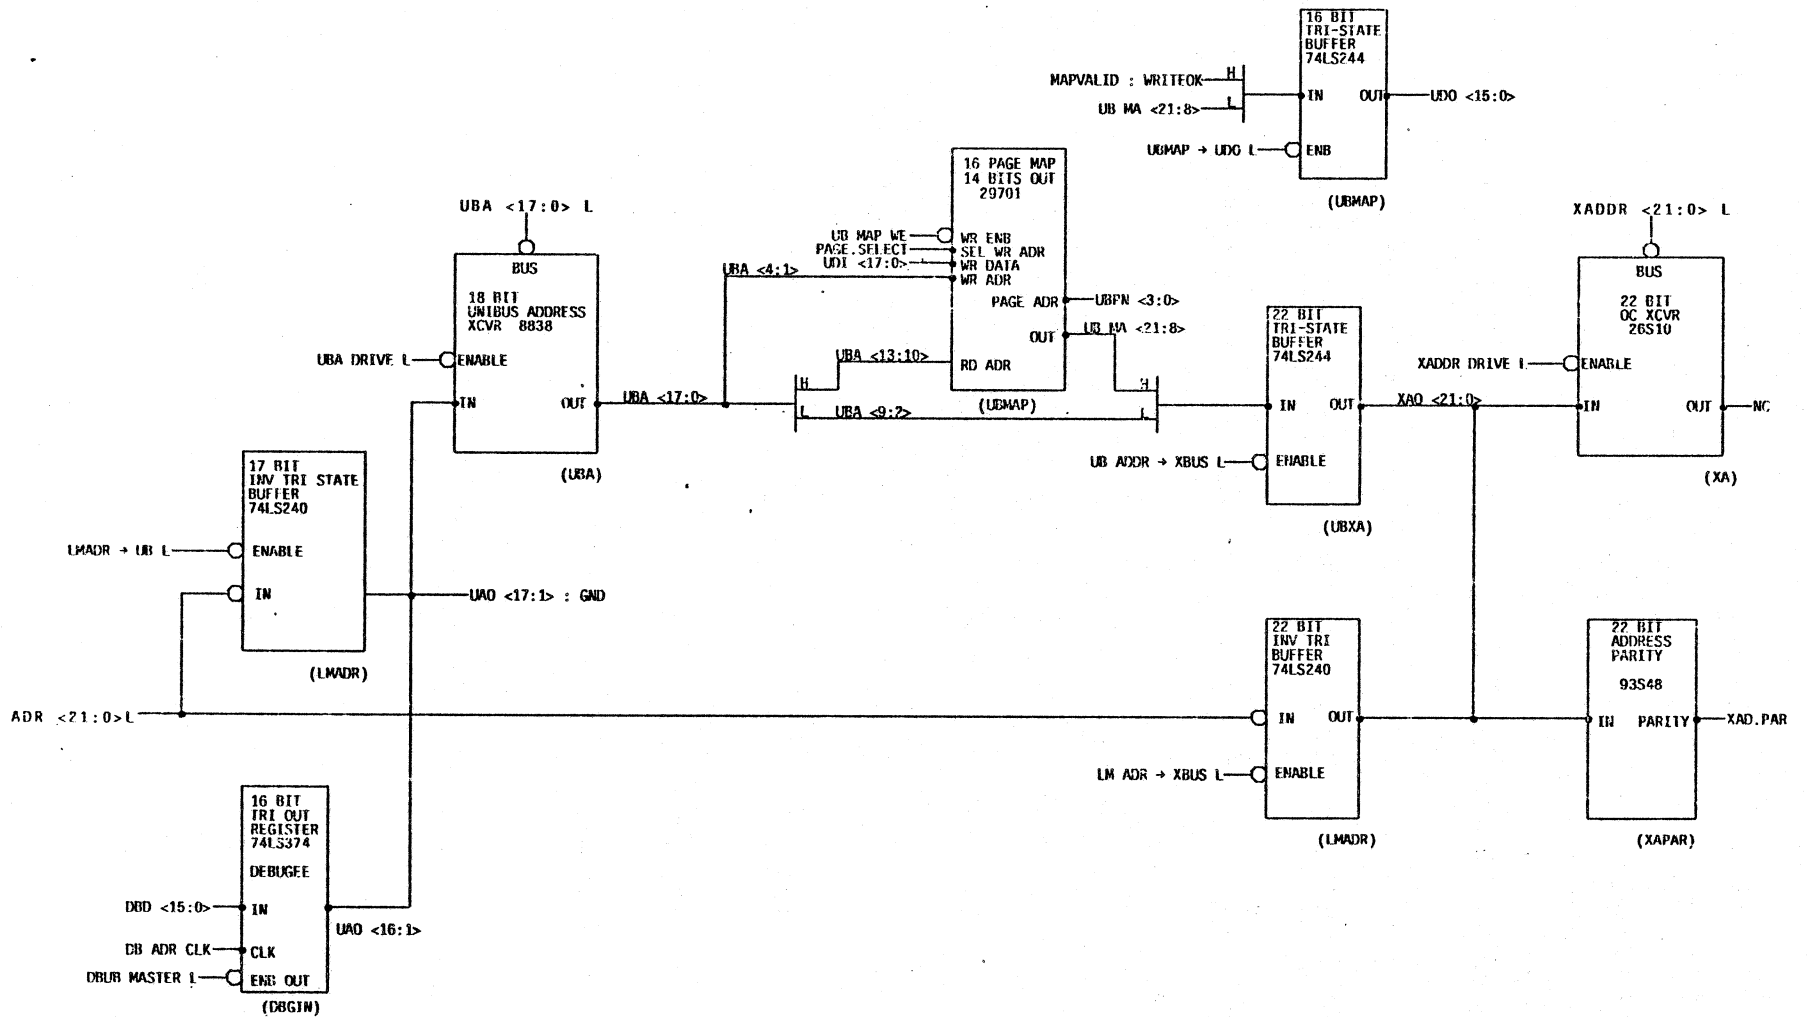 16 BIT
TRI-STATE
BUFFER
74LS244
MAPVALID : WRITEOK
H
UB MA <21:8>
L
IN
OUT
UDO <15:0>
UBMAP → UDO L
ENB
(UBMAP)
16 PAGE MAP
14 BITS OUT
29701
UB MAP WE
WR ENB
PAGE.SELECT
SEL WR ADR
UDI <17:0>
WR DATA
UBA <4:1>
WR ADR
PAGE ADR
UBPN <3:0>
OUT
UB MA <21:8>
UBA <13:10>
RD ADR
(UBMAP)
H
L
UBA <9:2>
H
L
UBA <17:0> L
BUS
18 BIT
UNIBUS ADDRESS
XCVR 8838
UBA DRIVE L
ENABLE
IN
OUT
UBA <17:0>
(UBA)
22 BIT
TRI-STATE
BUFFER
74LS244
IN
OUT
XAO <21:0>
UB ADDR → XBUS L
ENABLE
(UBXA)
XADDR <21:0> L
BUS
22 BIT
OC XCVR
26S10
XADDR DRIVE L
ENABLE
IN
OUT
NC
(XA)
17 BIT
INV TRI STATE
BUFFER
74LS240
LMADR → UB L
ENABLE
IN
UAO <17:1> : GND
(LMADR)
ADR <21:0>L
22 BIT
INV TRI
BUFFER
74LS240
IN
OUT
LM ADR → XBUS L
ENABLE
(LMADR)
22 BIT
ADDRESS
PARITY
93S48
IN
PARITY
XAD.PAR
(XAPAR)
16 BIT
TRI OUT
REGISTER
74LS374
DEBUGEE
DBD <15:0>
IN
UAO <16:1>
DB ADR CLK
CLK
DBUB MASTER L
ENB OUT
(DBGIN)